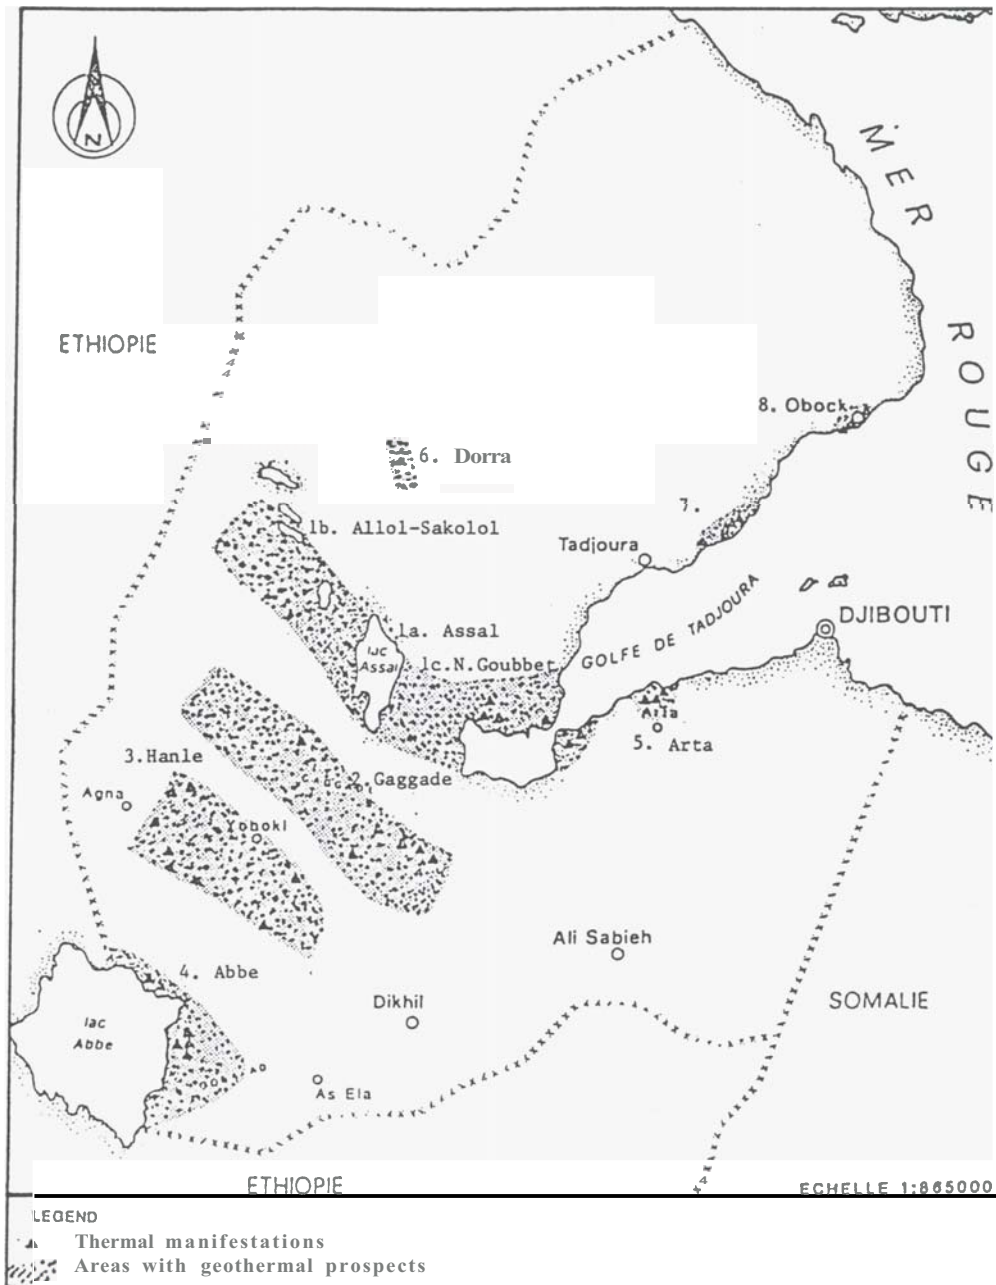 N
MER ROUGE
ETHIOPIE
8. Obock
6. Dorra
7.
1b. Allol-Sakolol
Tadjoura
GOLFE DE TADJOURA
DJIBOUTI
1a. Assal
lac
Assal
1c.N.Goubbet
Arta
5. Arta
3.Hanle
2.Gaggade
Agna
Yoboki
Ali Sabieh
4. Abbe
SOMALIE
Dikhil
lac
Abbe
As Ela
ETHIOPIE
ECHELLE 1:865000
LEGEND
Thermal manifestations
Areas with geothermal prospects